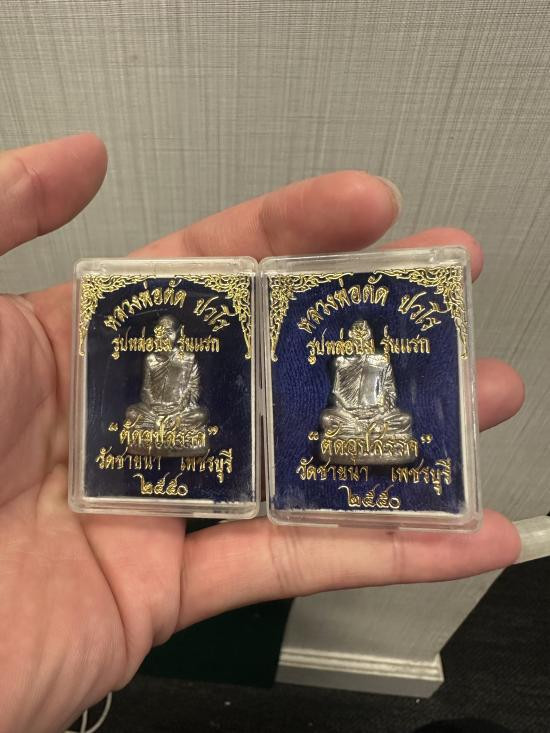 หลวงพ่อตัด ปวโร
รูปหล่อปั๊ม รุ่นแรก
"ตัดอุปสรรค"
วัดชายนา เพชรบุรี
๒๕๕๐
หลวงพ่อตัด ปวโร
รูปหล่อปั๊ม รุ่นแรก
"ตัดอุปสรรค"
วัดชายนา เพชรบุรี
๒๕๕๐